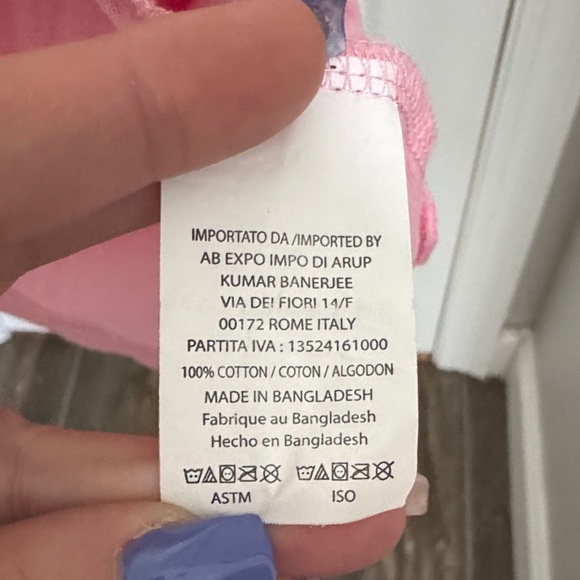 IMPORTATO DA /IMPORTED BY
AB EXPO IMPO DI ARUP
KUMAR BANERJEE
VIA DEI FIORI 14/F
00172 ROME ITALY
PARTITA IVA : 13524161000
100% COTTON / COTON / ALGODON
MADE IN BANGLADESH
Fabrique au Bangladesh
Hecho en Bangladesh
ASTM ISO